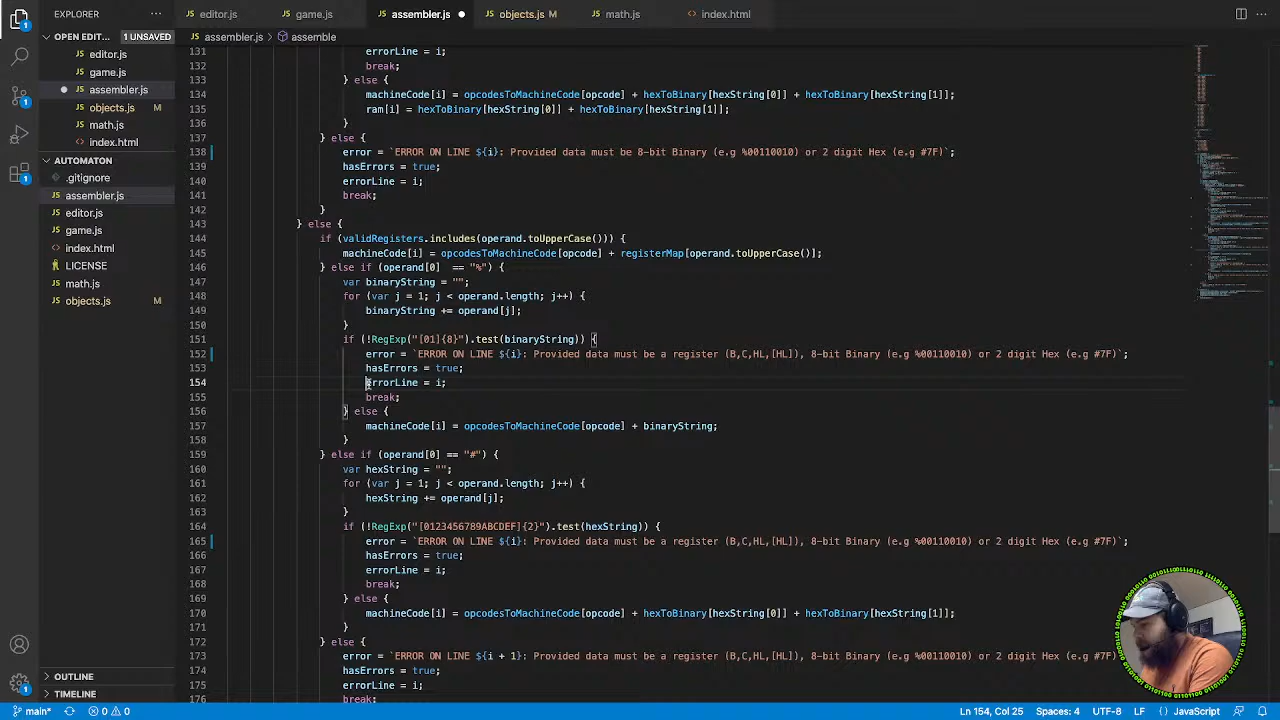 EXPLORER
editor.js
game.js
assembler.js
objects.js M
math.js
index.html
OPEN EDIT... 1 UNSAVED
assembler.js > assemble
editor.js
game.js
assembler.js
objects.js M
math.js
index.html
AUTOMATON
.gitignore
assembler.js
editor.js
game.js
index.html
LICENSE
math.js
objects.js
OUTLINE
TIMELINE
131 errorLine = i;
132 break;
133 } else {
134 machineCode[i] = opcodesToMachineCode[opcode] + hexToBinary[hexString[0]] + hexToBinary[hexString[1]];
135 ram[i] = hexToBinary[hexString[0]] + hexToBinary[hexString[1]];
136 }
137 } else {
138 error = `ERROR ON LINE ${i}: Provided data must be 8-bit Binary (e.g %00110010) or 2 digit Hex (e.g #7F)`;
139 hasErrors = true;
140 errorLine = i;
141 break;
142 }
143 } else {
144 if (validRegisters.includes(operand.toUpperCase())) {
145 machineCode[i] = opcodesToMachineCode[opcode] + registerMap[operand.toUpperCase()];
146 } else if (operand[0] == "%") {
147 var binaryString = "";
148 for (var j = 1; j < operand.length; j++) {
149 binaryString += operand[j];
150 }
151 if (!RegExp("[01]{8}").test(binaryString)) {
152 error = `ERROR ON LINE ${i}: Provided data must be a register (B,C,HL,[HL]), 8-bit Binary (e.g %00110010) or 2 digit Hex (e.g #7F)`;
153 hasErrors = true;
154 errorLine = i;
155 break;
156 } else {
157 machineCode[i] = opcodesToMachineCode[opcode] + binaryString;
158 }
159 } else if (operand[0] == "#") {
160 var hexString = "";
161 for (var j = 1; j < operand.length; j++) {
162 hexString += operand[j];
163 }
164 if (!RegExp("[0123456789ABCDEF]{2}").test(hexString)) {
165 error = `ERROR ON LINE ${i}: Provided data must be a register (B,C,HL,[HL]), 8-bit Binary (e.g %00110010) or 2 digit Hex (e.g #7F)`;
166 hasErrors = true;
167 errorLine = i;
168 break;
169 } else {
170 machineCode[i] = opcodesToMachineCode[opcode] + hexToBinary[hexString[0]] + hexToBinary[hexString[1]];
171 }
172 } else {
173 error = `ERROR ON LINE ${i + 1}: Provided data must be a register (B,C,HL,[HL]), 8-bit Binary (e.g %00110010) or 2 digit Hex (e.g #7F)
174 hasErrors = true;
175 errorLine = i;
176 break;
main* 0 0
Ln 154, Col 25 Spaces: 4 UTF-8 LF {} JavaScript